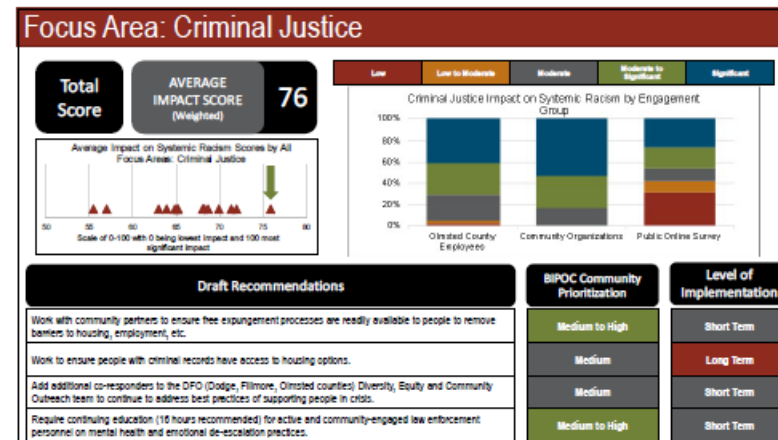 Focus Area: Criminal Justice
Total
Score
AVERAGE
IMPACT SCORE
(Weighted)
76
Low
Low to Moderate
Moderate
Moderate to
Significant
Significant
Average Impact on Systemic Racism Scores by All
Focus Areas: Criminal Justice
50 55 60 65 70 75 80
Scale of 0-100 with 0 being lowest impact and 100 most
significant impact
Criminal Justice Impact on Systemic Racism by Engagement
Group
100%
80%
60%
40%
20%
0%
Olmsted County
Employees
Community Organizations
Public Online Survey
Draft Recommendations
BIPOC Community
Prioritization
Level of
Implementation
Work with community partners to ensure free expungement processes are readily available to people to remove
barriers to housing, employment, etc.
Medium to High
Short Term
Work to ensure people with criminal records have access to housing options.
Medium
Long Term
Add additional co-responders to the DFO (Dodge, Fillmore, Olmsted counties) Diversity, Equity and Community
Outreach team to continue to address best practices of supporting people in crisis.
Medium
Short Term
Require continuing education (16 hours recommended) for active and community-engaged law enforcement
personnel on mental health and emotional de-escalation practices.
Medium to High
Short Term